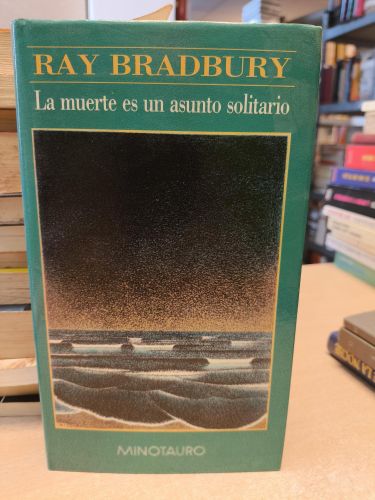 RAY BRADBURY
La muerte es un asunto solitario
MINOTAURO